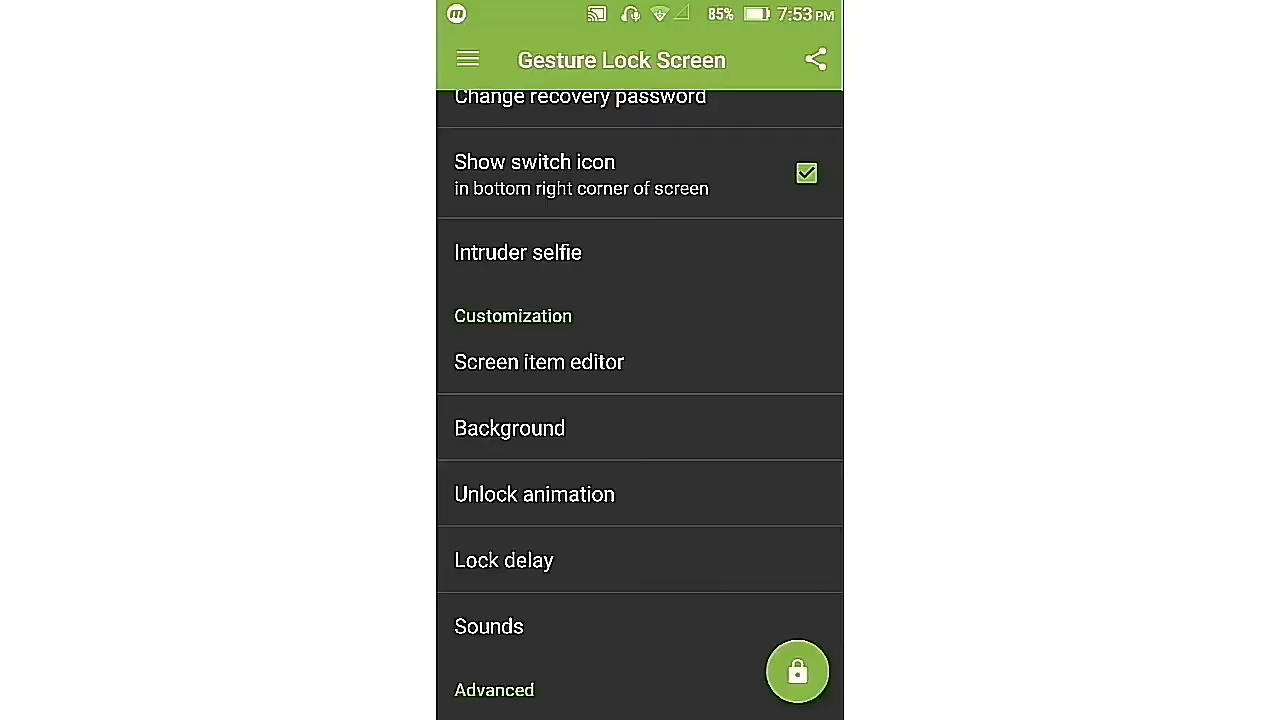 85% 7:53 PM
Gesture Lock Screen
Change recovery password
Show switch icon
in bottom right corner of screen
Intruder selfie
Customization
Screen item editor
Background
Unlock animation
Lock delay
Sounds
Advanced